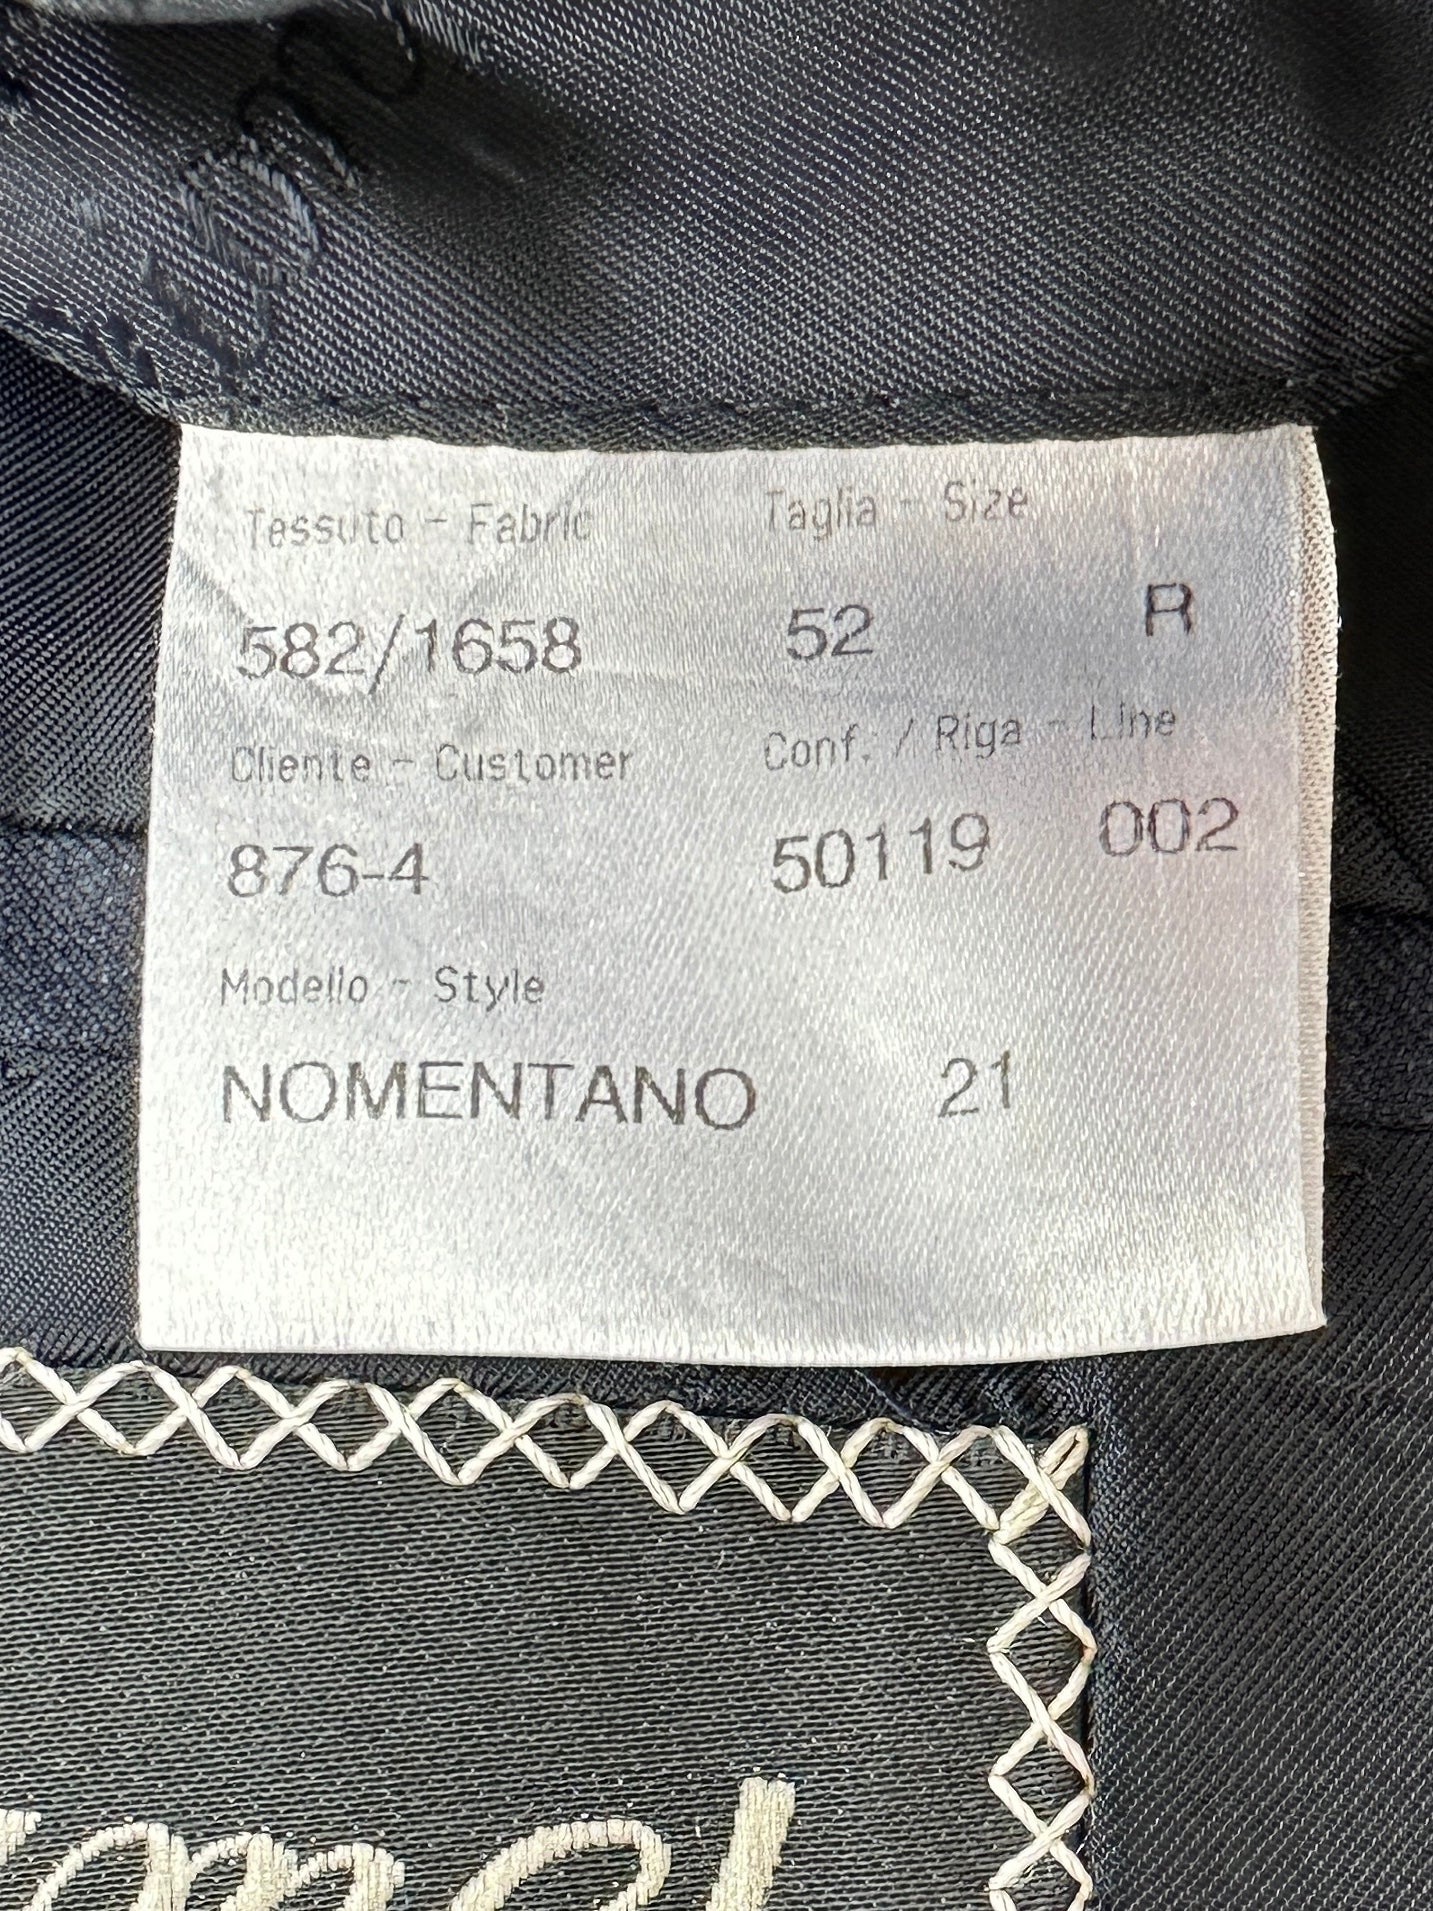 Tessuto - Fabric Taglia - Size
582/1658 52 R
Cliente - Customer Conf. / Riga - Line
876-4 50119 002
Modello - Style
NOMENTANO 21